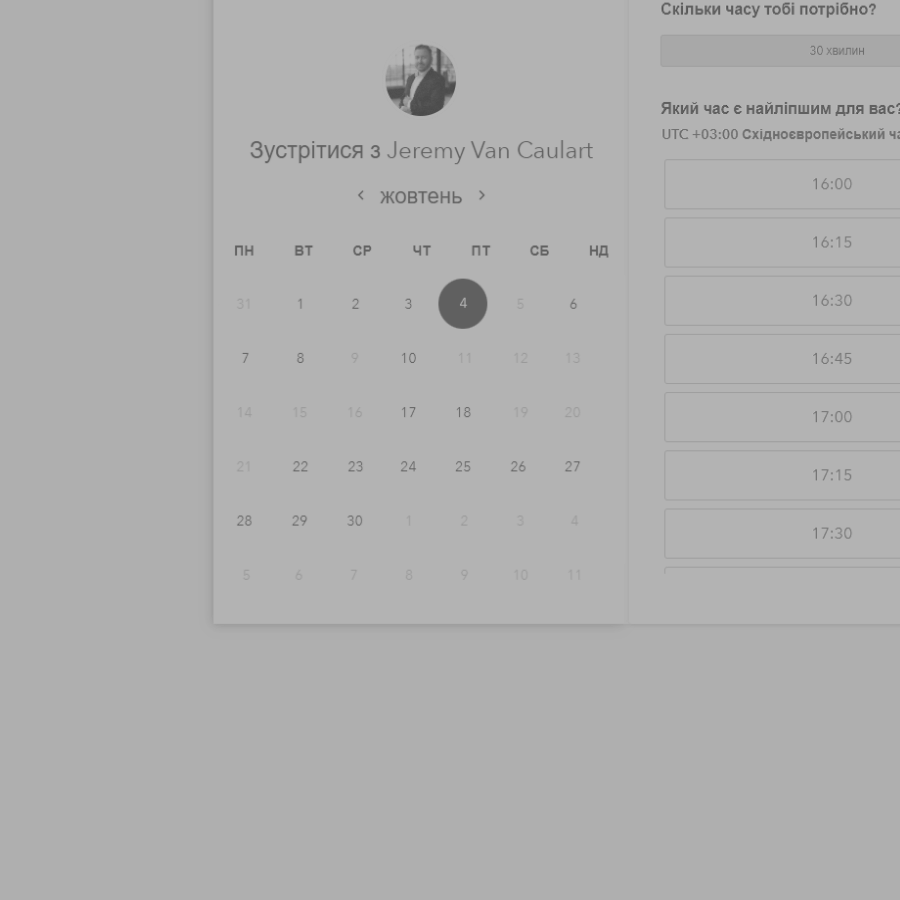 Зустрітися з Jeremy Van Caulart
‹ жовтень ›
ПН ВТ СР ЧТ ПТ СБ НД
31 1 2 3 4 5 6
7 8 9 10 11 12 13
14 15 16 17 18 19 20
21 22 23 24 25 26 27
28 29 30 1 2 3 4
5 6 7 8 9 10 11
Скільки часу тобі потрібно?
30 хвилин
Який час є найліпшим для вас?
UTC +03:00 Східноєвропейський
16:00
16:15
16:30
16:45
17:00
17:15
17:30